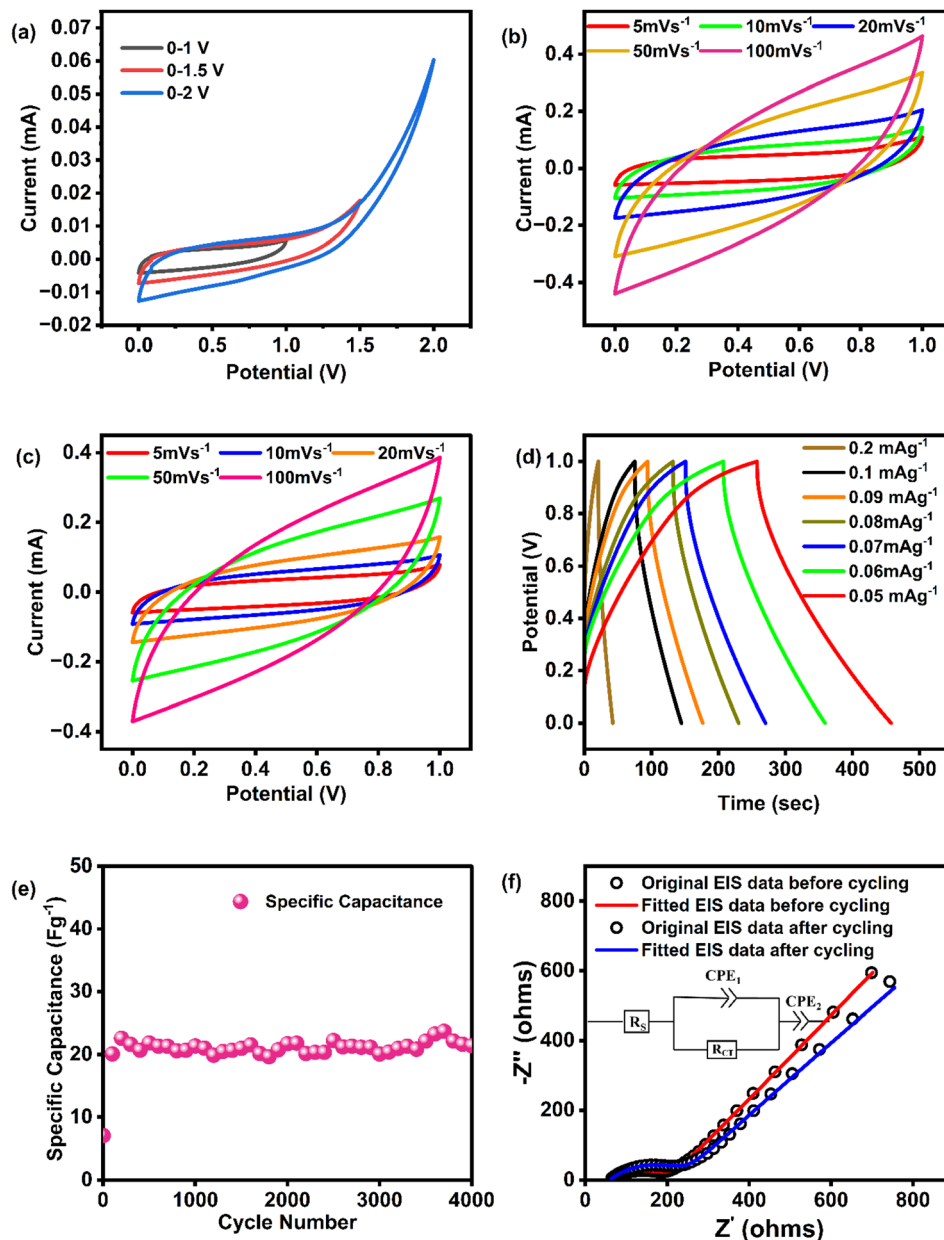 (a)
0.07
0.06
0.05
0.04
0.03
0.02
0.01
0.00
−0.01
−0.02
Current (mA)
0-1 V
0-1.5 V
0-2 V
0.0 0.5 1.0 1.5 2.0
Potential (V)
(b)
5mVs⁻¹ 10mVs⁻¹ 20mVs⁻¹
50mVs⁻¹ 100mVs⁻¹
0.4
0.2
0.0
−0.2
−0.4
Current (mA)
0.0 0.2 0.4 0.6 0.8 1.0
Potential (V)
(c)
5mVs⁻¹ 10mVs⁻¹ 20mVs⁻¹
50mVs⁻¹ 100mVs⁻¹
0.4
0.2
0.0
−0.2
−0.4
Current (mA)
0.0 0.2 0.4 0.6 0.8 1.0
Potential (V)
(d)
1.2
1.0
0.8
0.6
0.4
0.2
0.0
Potential (V)
0.2 mAg⁻¹
0.1 mAg⁻¹
0.09 mAg⁻¹
0.08mAg⁻¹
0.07mAg⁻¹
0.06mAg⁻¹
0.05 mAg⁻¹
0 100 200 300 400 500
Time (sec)
(e)
50
40
30
20
10
0
Specific Capacitance (Fg⁻¹)
Specific Capacitance
0 1000 2000 3000 4000
Cycle Number
(f)
800
600
400
200
0
-Z'' (ohms)
Original EIS data before cycling
Fitted EIS data before cycling
Original EIS data after cycling
Fitted EIS data after cycling
CPE₁
CPE₂
R_S
R_CT
0 200 400 600 800
Z' (ohms)